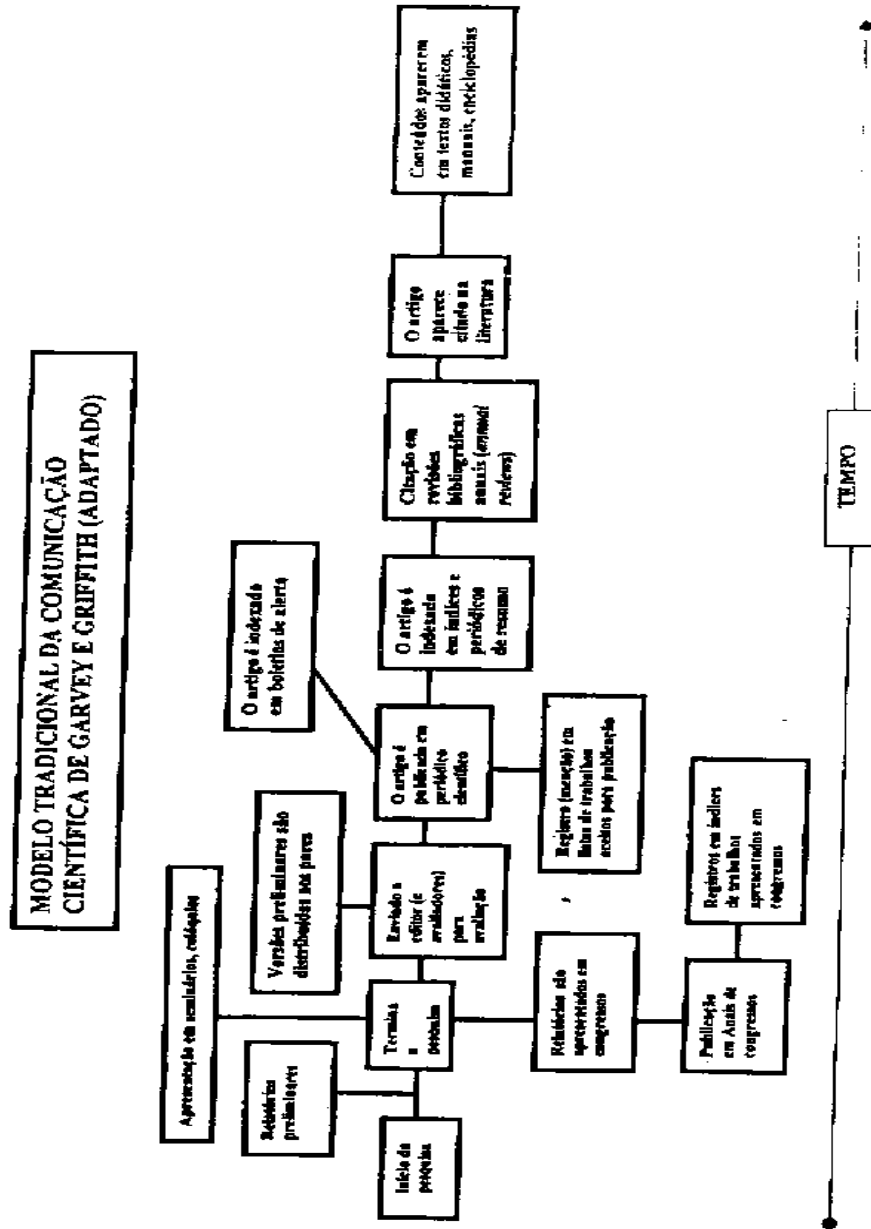 MODELO TRADICIONAL DA COMUNICAÇÃO
CIENTÍFICA DE GARVEY E GRIFFITH (ADAPTADO)
Apresentação em seminários, colóquios
Relatórios
preliminares
Início da
pesquisa
Termina
a
pesquisa
Versões preliminares são
distribuídas aos pares
Enviado a
editor (e
avaliadores)
para
avaliação
Relatórios são
apresentados em
congressos
Publicação
em Anais de
congressos
Registros em índices
de trabalhos
apresentados em
congressos
O artigo é
publicado em
periódico
científico
O artigo é indexado
em boletins de alerta
Registro (menção) em
listas de trabalhos
aceitos para publicação
O artigo é
indexado
em índices e
periódicos
de resumo
Citação em
revisões
bibliográficas
anuais (annual
reviews)
O artigo
aparece
citado na
literatura
Conteúdos aparecem
em textos didáticos,
manuais, enciclopédias
TEMPO